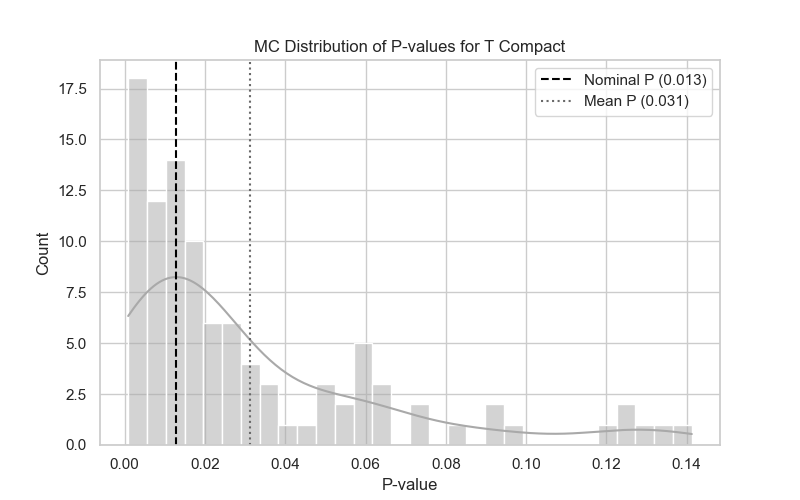 MC Distribution of P-values for T Compact
Nominal P (0.013)
Mean P (0.031)
17.5
15.0
12.5
10.0
7.5
5.0
2.5
0.0
Count
0.00 0.02 0.04 0.06 0.08 0.10 0.12 0.14
P-value